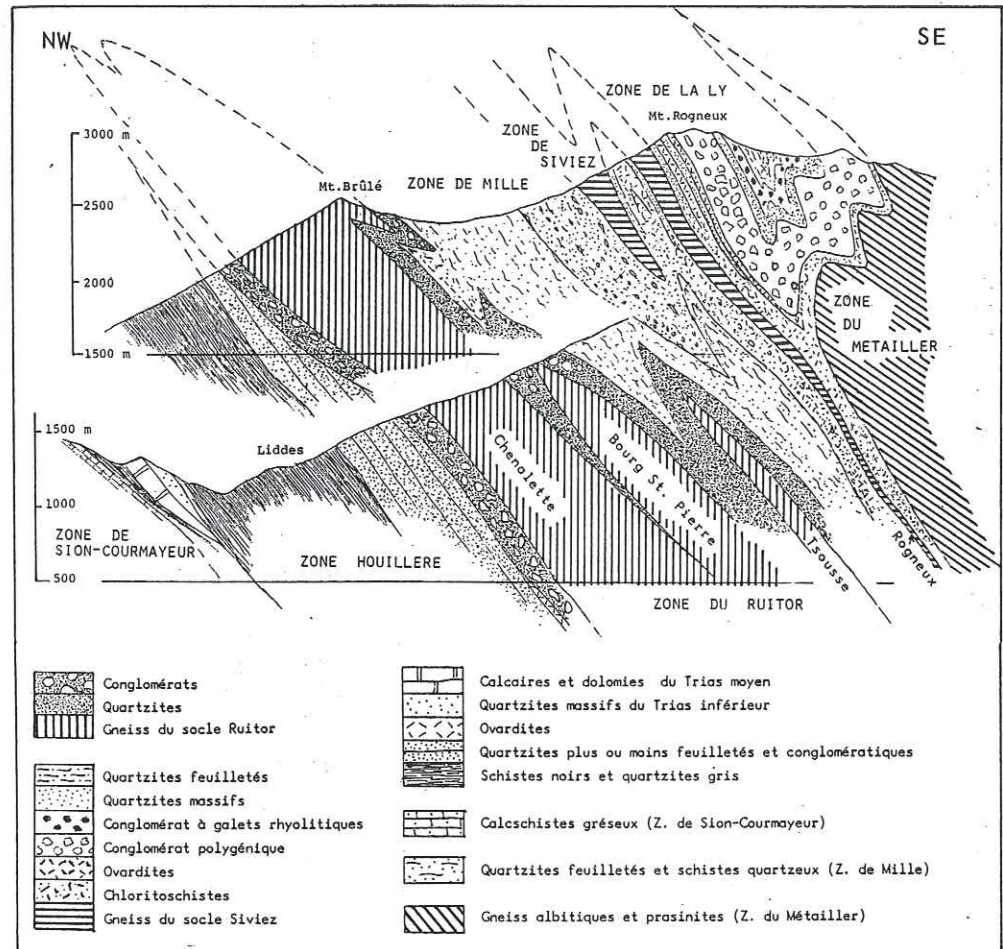 NW
SE
ZONE DE LA LY
Mt. Rogneux
ZONE
DE
SIVIEZ
3000 m
Mt.Brûlé
ZONE DE MILLE
2500
2000
1500 m
ZONE
DU
METAILLER
1500 m
Liddes
1000
500
Chenalette
Bourg St. Pierre
Tsousse
Rogneux
ZONE DE
SION-COURMAYEUR
ZONE HOUILLERE
ZONE DU RUITOR
Conglomérats
Quartzites
Gneiss du socle Ruitor
Quartzites feuilletés
Quartzites massifs
Conglomérat à galets rhyolitiques
Conglomérat polygénique
Ovardites
Chloritoschistes
Gneiss du socle Siviez
Calcaires et dolomies du Trias moyen
Quartzites massifs du Trias inférieur
Ovardites
Quartzites plus ou moins feuilletés et conglomératiques
Schistes noirs et quartzites gris
Calcschistes gréseux (Z. de Sion-Courmayeur)
Quartzites feuilletés et schistes quartzeux (Z. de Mille)
Gneiss albitiques et prasinites (Z. du Métailler)